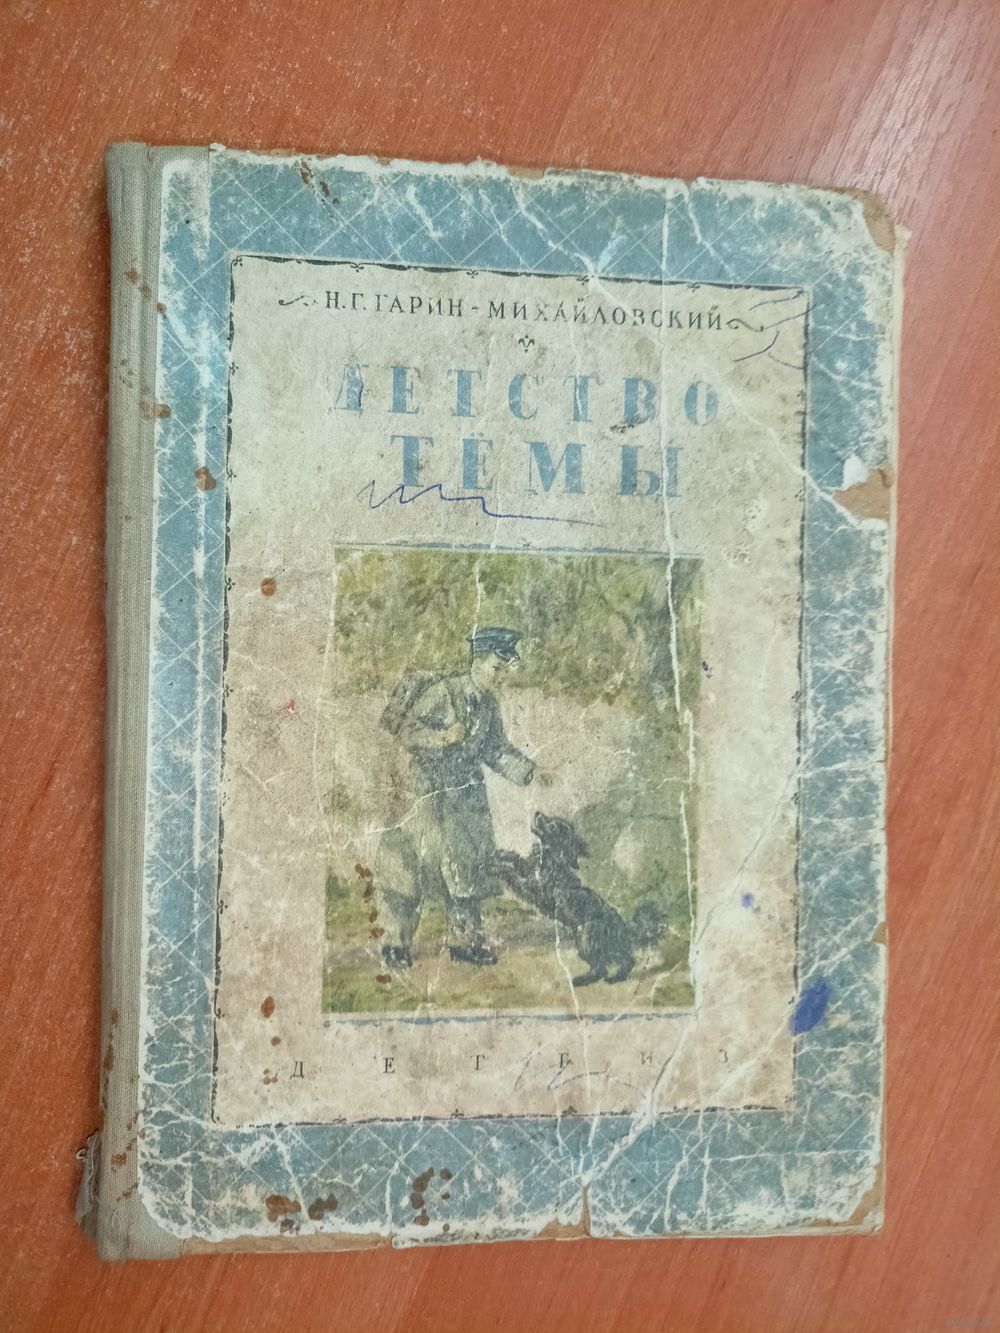 Н. Г. ГАРИН-МИХАЙЛОВСКИЙ
ДЕТСТВО
ТЁМЫ
ДЕТГИЗ